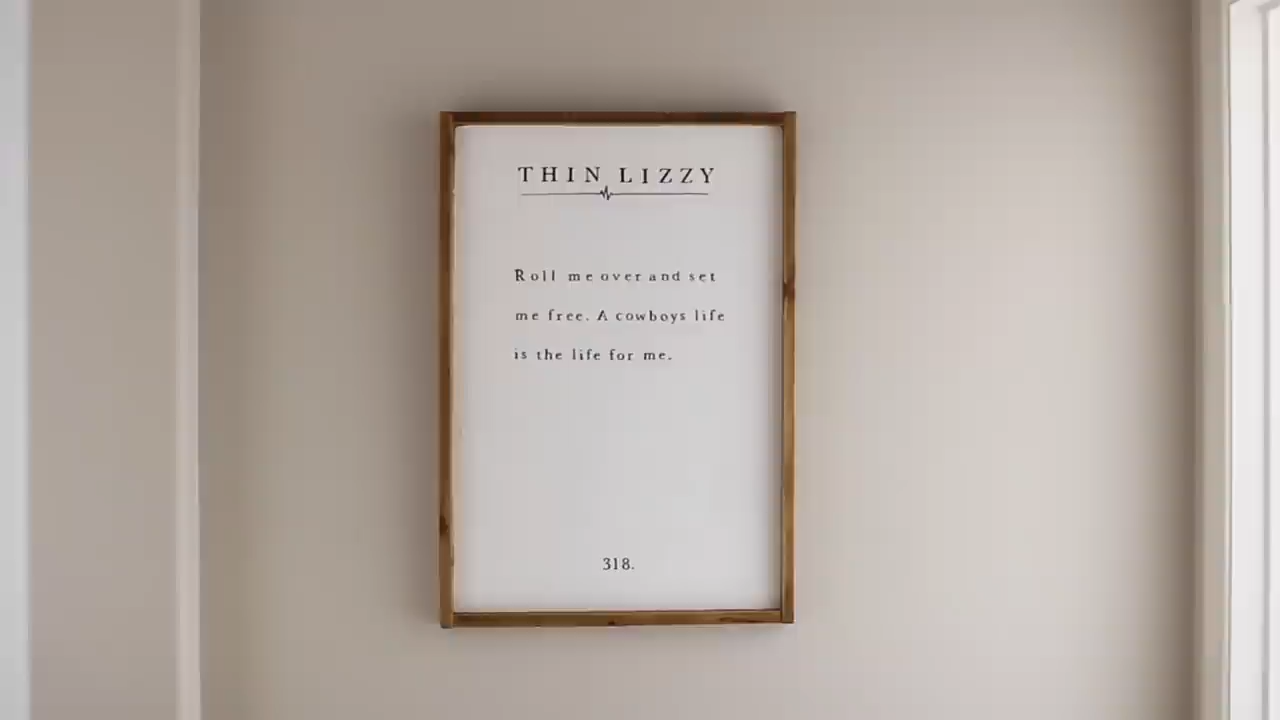 THIN LIZZY
Roll me over and set
me free. A cowboys life
is the life for me.
318.